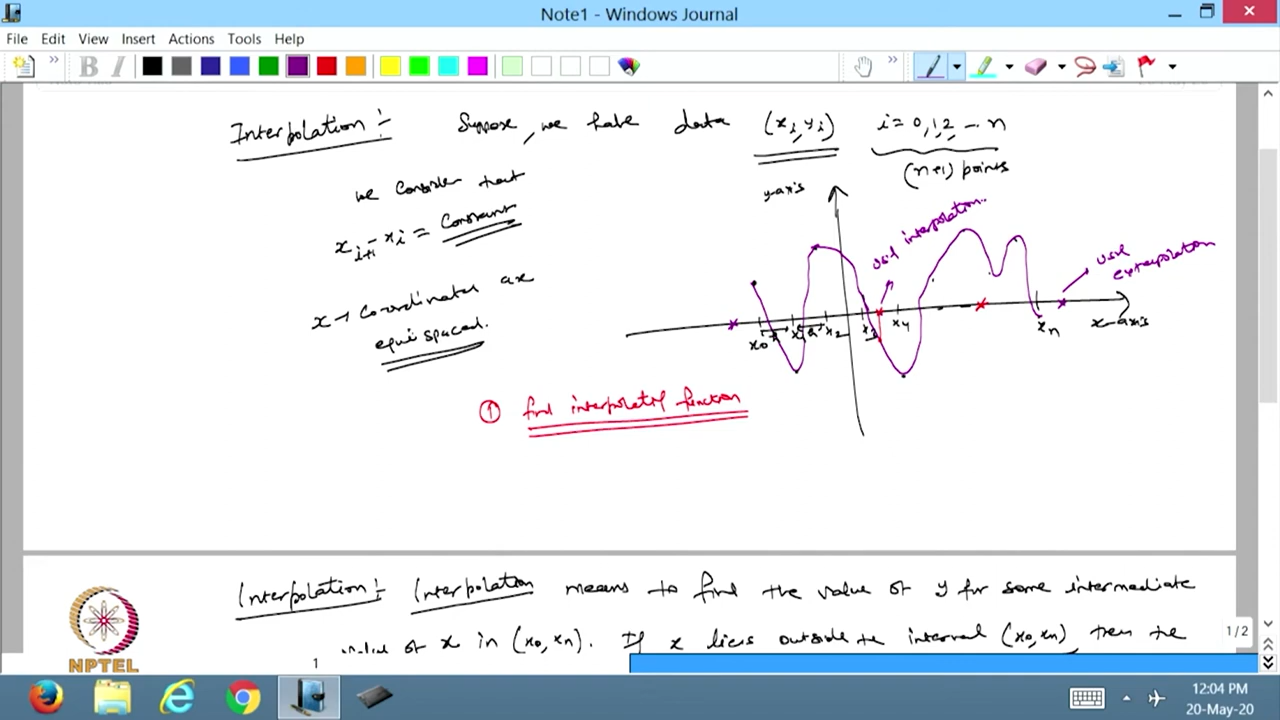 Note1 - Windows Journal
File Edit View Insert Actions Tools Help
Interpolation :- Suppose, we have data (xi, yi) i = 0,1,2, --- n
(n+1) points
we consider that
xi+1 - xi = Constant
x → Coordinates are
equispaced.
y-axis
use interpolation..
use extrapolation
x0 h x1 h x2 x3 x4 xn x-axis
① find interpolating function
Interpolation :- Interpolation means to find the value of y for some intermediate
value of x in (x0, xn). If x lies outside the interval (x0, xn), then the
NPTEL
1
1/2
12:04 PM
20-May-20